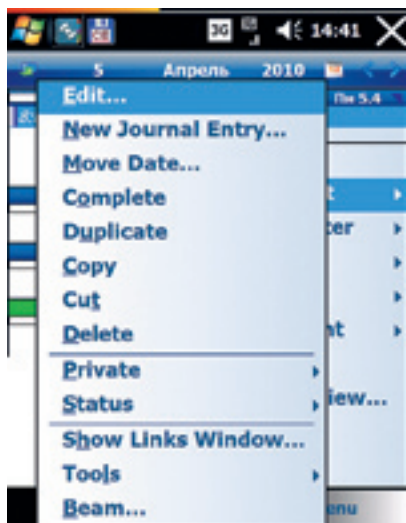 3G 14:41
5 Апрель 2010
Edit...
Пн 5.4
New Journal Entry...
Move Date...
Complete
Duplicate
Copy
Cut
Delete
Private
Status
Show Links Window...
Tools
Beam...